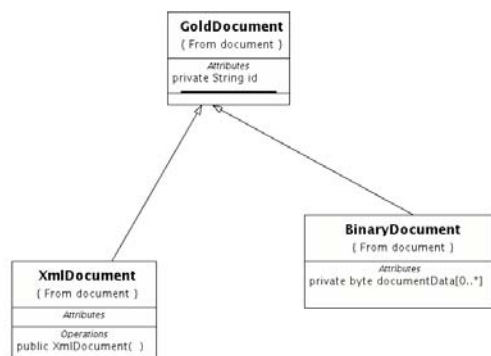 GoldDocument
{ From document }
Attributes
private String id
BinaryDocument
{ From document }
Attributes
private byte documentData[0..*]
XmlDocument
{ From document }
Attributes
Operations
public XmlDocument( )